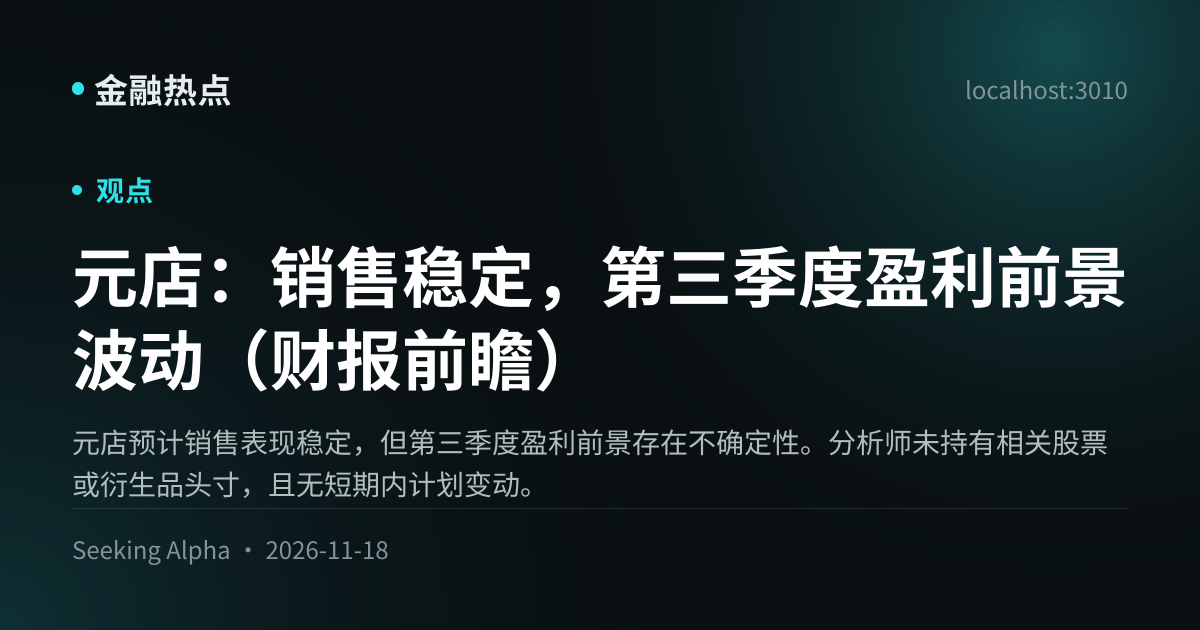 金融热点
localhost:3010
观点
元店：销售稳定，第三季度盈利前景
波动（财报前瞻）
元店预计销售表现稳定，但第三季度盈利前景存在不确定性。分析师未持有相关股票
或衍生品头寸，且无短期内计划变动。
Seeking Alpha · 2026-11-18